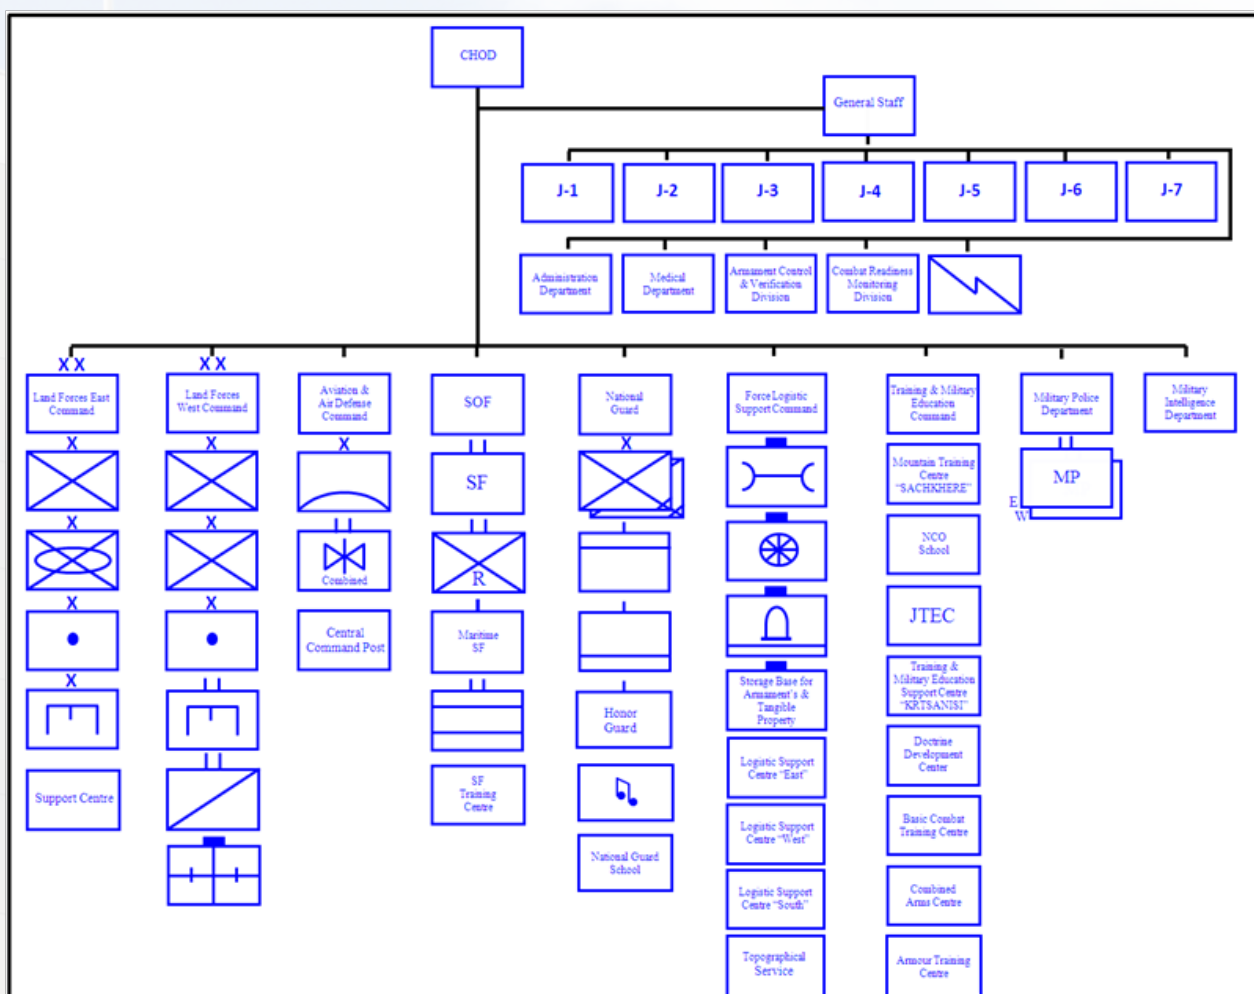 CHOD
General Staff
J-1
J-2
J-3
J-4
J-5
J-6
J-7
Administration
Department
Medical
Department
Armament Control
& Verification
Division
Combat Readiness
Monitoring
Division
X X
Land Forces East
Command
X
X
X
X
Support Centre
X X
Land Forces
West Command
X
X
X
Aviation &
Air Defense
Command
X
Combined
Central
Command Post
SOF
SF
R
Maritime
SF
SF
Training
Centre
National
Guard
X
Honor
Guard
National Guard
School
Force Logistic
Support Command
Storage Base for
Armament's &
Tangible
Property
Logistic Support
Centre "East"
Logistic Support
Centre "West"
Logistic Support
Centre "South"
Topographical
Service
Training & Military
Education
Command
Mountain Training
Centre
"SACHKHERE"
NCO
School
JTEC
Training &
Military Education
Support Centre
"KRTSANISI"
Doctrine
Development
Center
Basic Combat
Training Centre
Combined
Arms Centre
Armour Training
Centre
Military Police
Department
MP
E
W
Military
Intelligence
Department